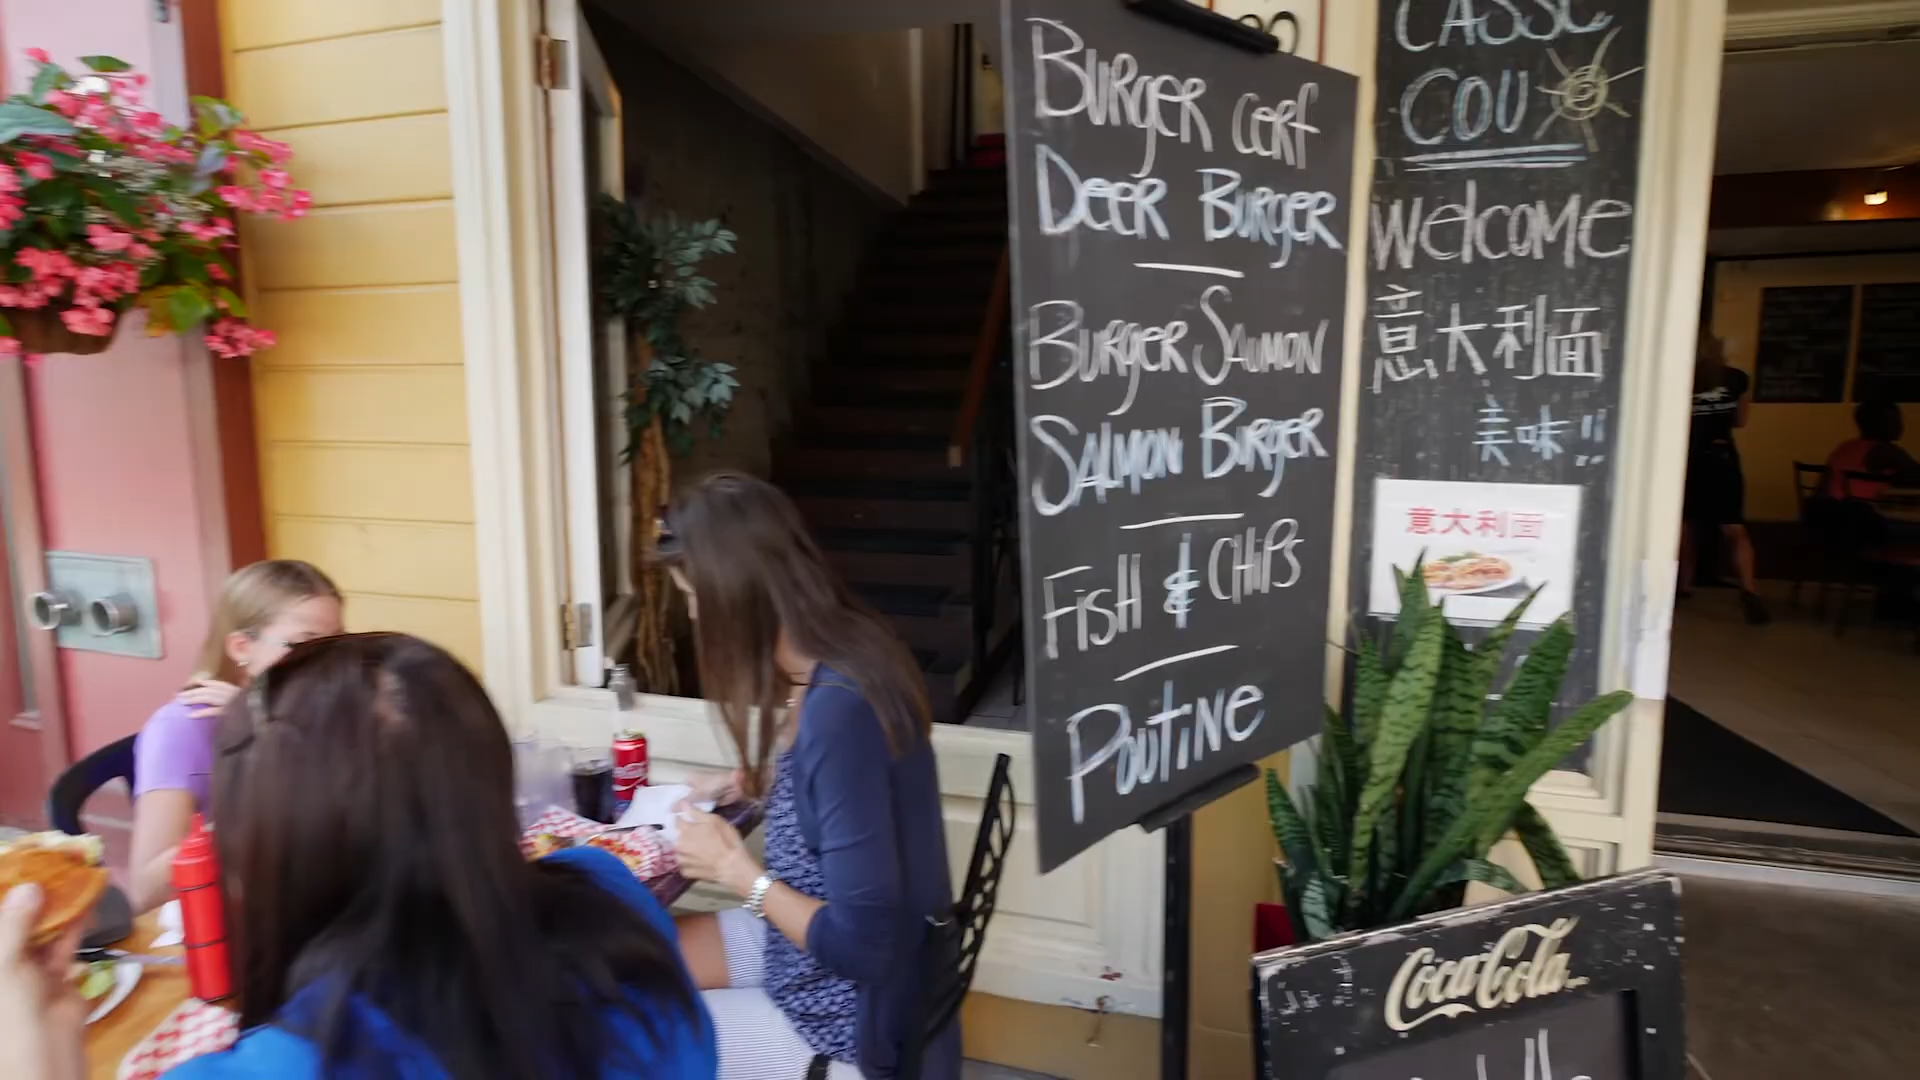 BURGER CERF
DEER BURGER
BURGER SAUMON
SALMON BURGER
FISH & CHIPS
POUTINE
CASSE
COU
Welcome
意大利面
美味!!
意大利面
Coca-Cola